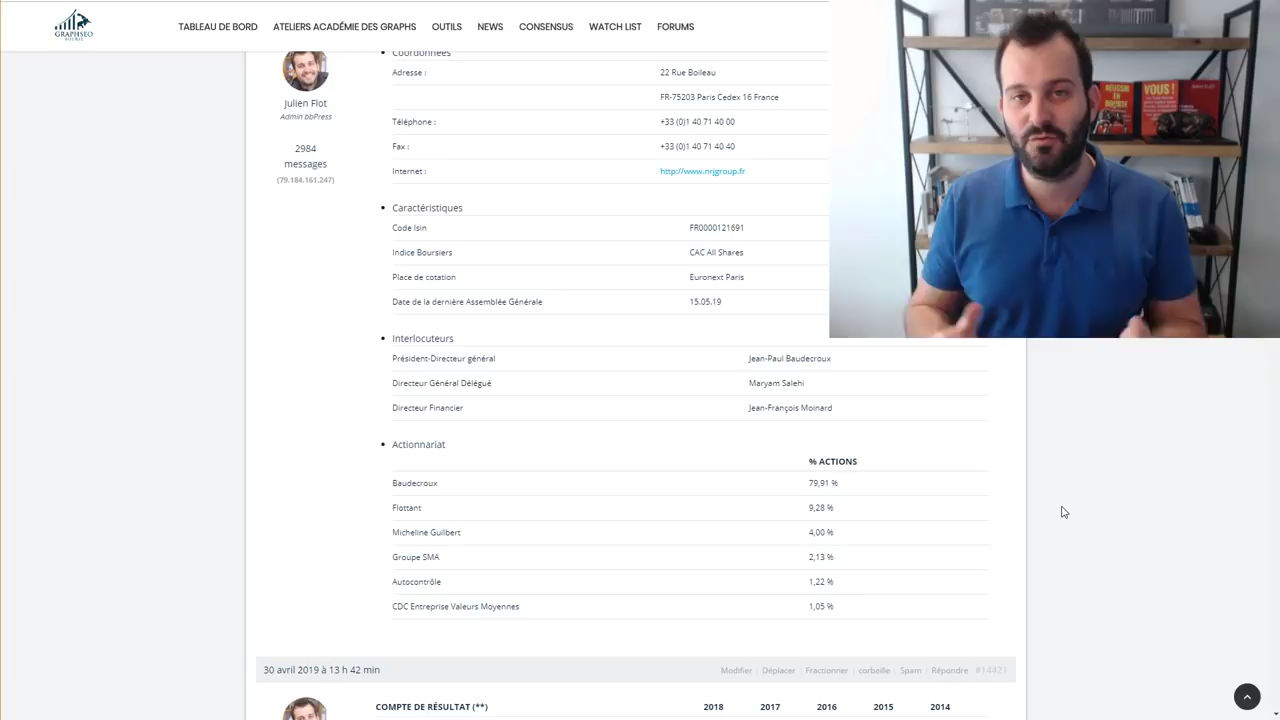 GRAPHSEO
BOURSE
TABLEAU DE BORD ATELIERS ACADÉMIE DES GRAPHS OUTILS NEWS CONSENSUS WATCH LIST FORUMS
Julien Flot
Admin bbPress
2984
messages
(79.184.161.247)
Coordonnées
Adresse : 22 Rue Boileau
FR-75203 Paris Cedex 16 France
Téléphone : +33 (0)1 40 71 40 00
Fax : +33 (0)1 40 71 40 40
Internet : http://www.nrjgroup.fr
Caractéristiques
Code Isin FR0000121691
Indice Boursiers CAC All Shares
Place de cotation Euronext Paris
Date de la dernière Assemblée Générale 15.05.19
Interlocuteurs
Président-Directeur général Jean-Paul Baudecroux
Directeur Général Délégué Maryam Salehi
Directeur Financier Jean-François Moinard
Actionnariat
% ACTIONS
Baudecroux 79,91 %
Flottant 9,28 %
Micheline Guilbert 4,00 %
Groupe SMA 2,13 %
Autocontrôle 1,22 %
CDC Entreprise Valeurs Moyennes 1,05 %
30 avril 2019 à 13 h 42 min Modifier | Déplacer | Fractionner | corbeille | Spam | Répondre #14421
COMPTE DE RÉSULTAT (**) 2018 2017 2016 2015 2014
VOUS !